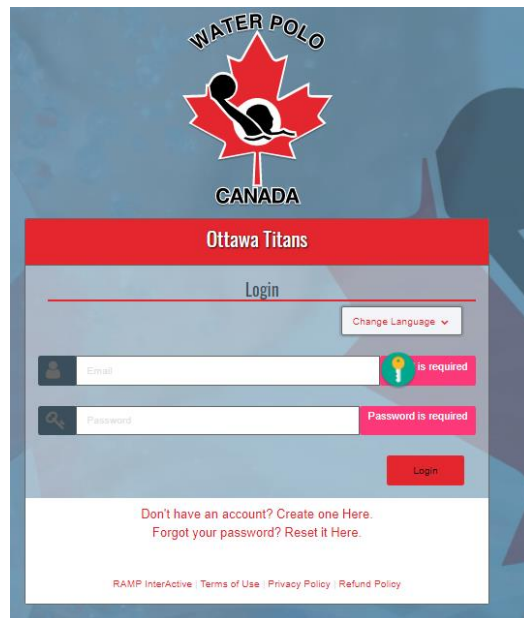 WATER POLO
CANADA
Ottawa Titans
Login
Change Language
Email
is required
Password
Password is required
Login
Don't have an account? Create one Here.
Forgot your password? Reset it Here.
RAMP InterActive | Terms of Use | Privacy Policy | Refund Policy